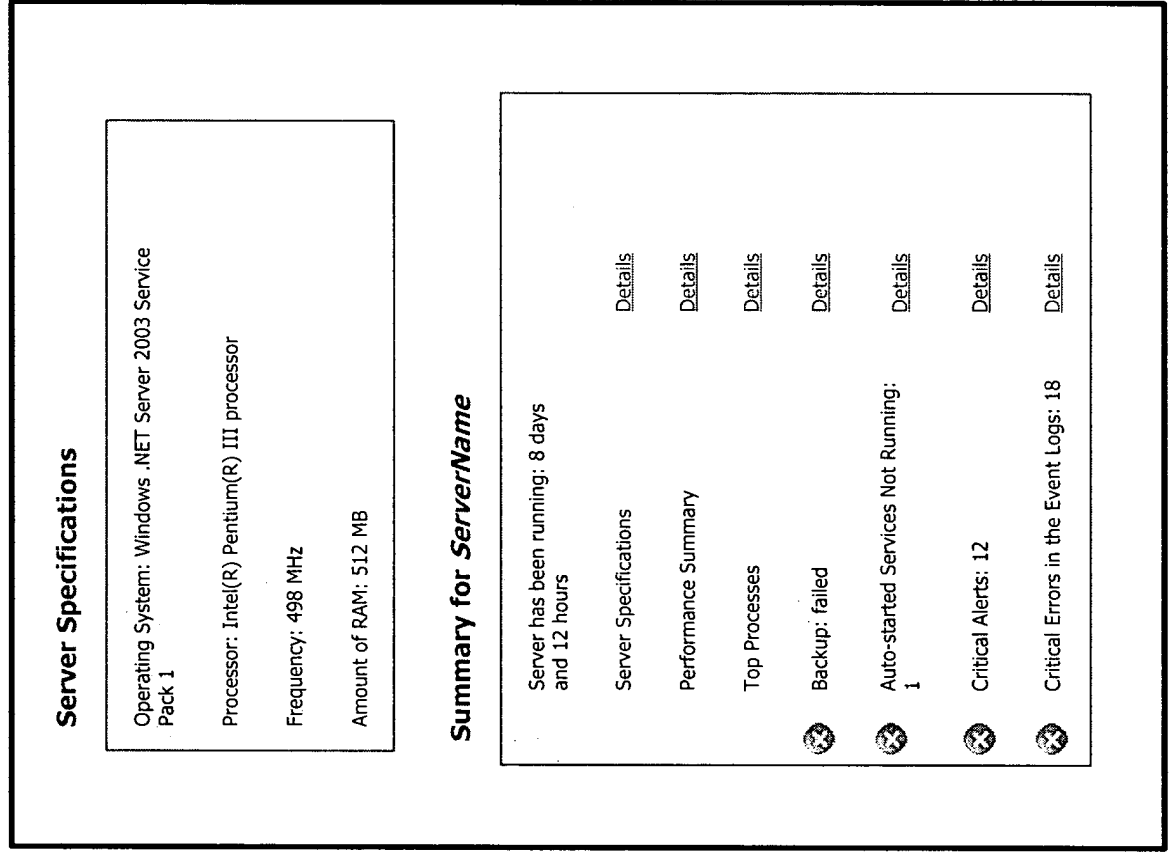 Server Specifications
Operating System: Windows .NET Server 2003 Service
Pack 1
Processor: Intel(R) Pentium(R) III processor
Frequency: 498 MHz
Amount of RAM: 512 MB
Summary for ServerName
Server has been running: 8 days
and 12 hours
Server Specifications Details
Performance Summary Details
Top Processes Details
Backup: failed Details
Auto-started Services Not Running: Details
1
Critical Alerts: 12 Details
Critical Errors in the Event Logs: 18 Details